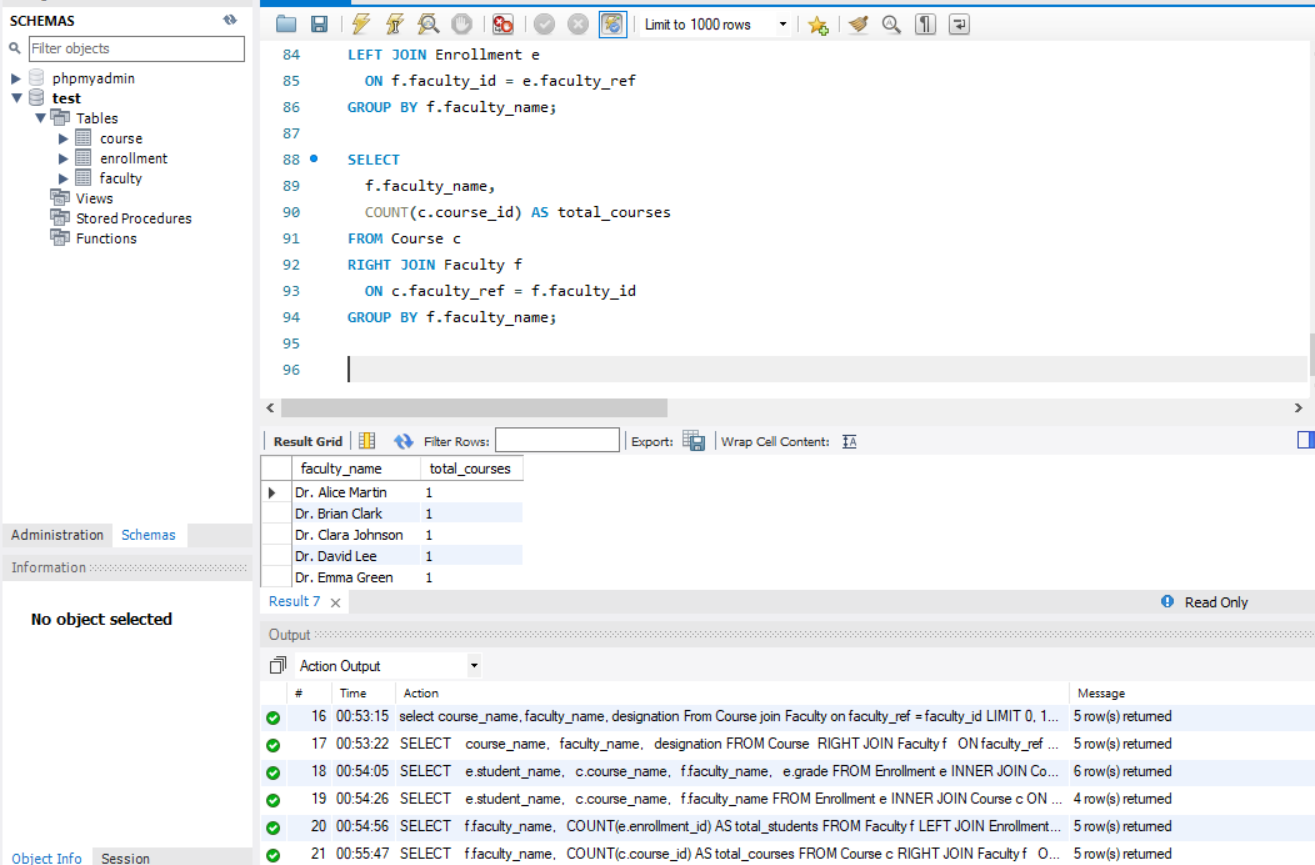 SCHEMAS
Filter objects
phpmyadmin
test
Tables
course
enrollment
faculty
Views
Stored Procedures
Functions
Administration Schemas
Information
No object selected
Object Info Session
Limit to 1000 rows
84 LEFT JOIN Enrollment e
85 ON f.faculty_id = e.faculty_ref
86 GROUP BY f.faculty_name;
87
88 SELECT
89 f.faculty_name,
90 COUNT(c.course_id) AS total_courses
91 FROM Course c
92 RIGHT JOIN Faculty f
93 ON c.faculty_ref = f.faculty_id
94 GROUP BY f.faculty_name;
95
96
Result Grid Filter Rows: Export: Wrap Cell Content:
faculty_name total_courses
Dr. Alice Martin 1
Dr. Brian Clark 1
Dr. Clara Johnson 1
Dr. David Lee 1
Dr. Emma Green 1
Result 7 Read Only
Output
Action Output
# Time Action Message
16 00:53:15 select course_name, faculty_name, designation From Course join Faculty on faculty_ref = faculty_id LIMIT 0, 1... 5 row(s) returned
17 00:53:22 SELECT course_name, faculty_name, designation FROM Course RIGHT JOIN Faculty f ON faculty_ref ... 5 row(s) returned
18 00:54:05 SELECT e.student_name, c.course_name, f.faculty_name, e.grade FROM Enrollment e INNER JOIN Co... 6 row(s) returned
19 00:54:26 SELECT e.student_name, c.course_name, f.faculty_name FROM Enrollment e INNER JOIN Course c ON ... 4 row(s) returned
20 00:54:56 SELECT f.faculty_name, COUNT(e.enrollment_id) AS total_students FROM Faculty f LEFT JOIN Enrollment... 5 row(s) returned
21 00:55:47 SELECT f.faculty_name, COUNT(c.course_id) AS total_courses FROM Course c RIGHT JOIN Faculty f O... 5 row(s) returned